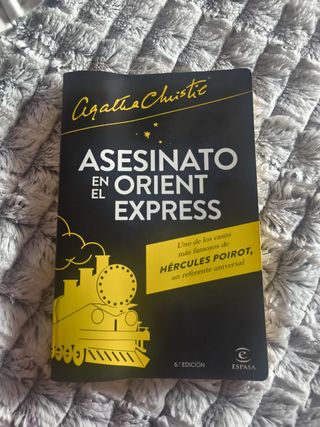 Agatha Christie
ASESINATO
EN EL ORIENT
EXPRESS
Uno de los casos
más famosos de
HÉRCULES POIROT,
un referente universal
6.ª EDICIÓN
e
ESPASA